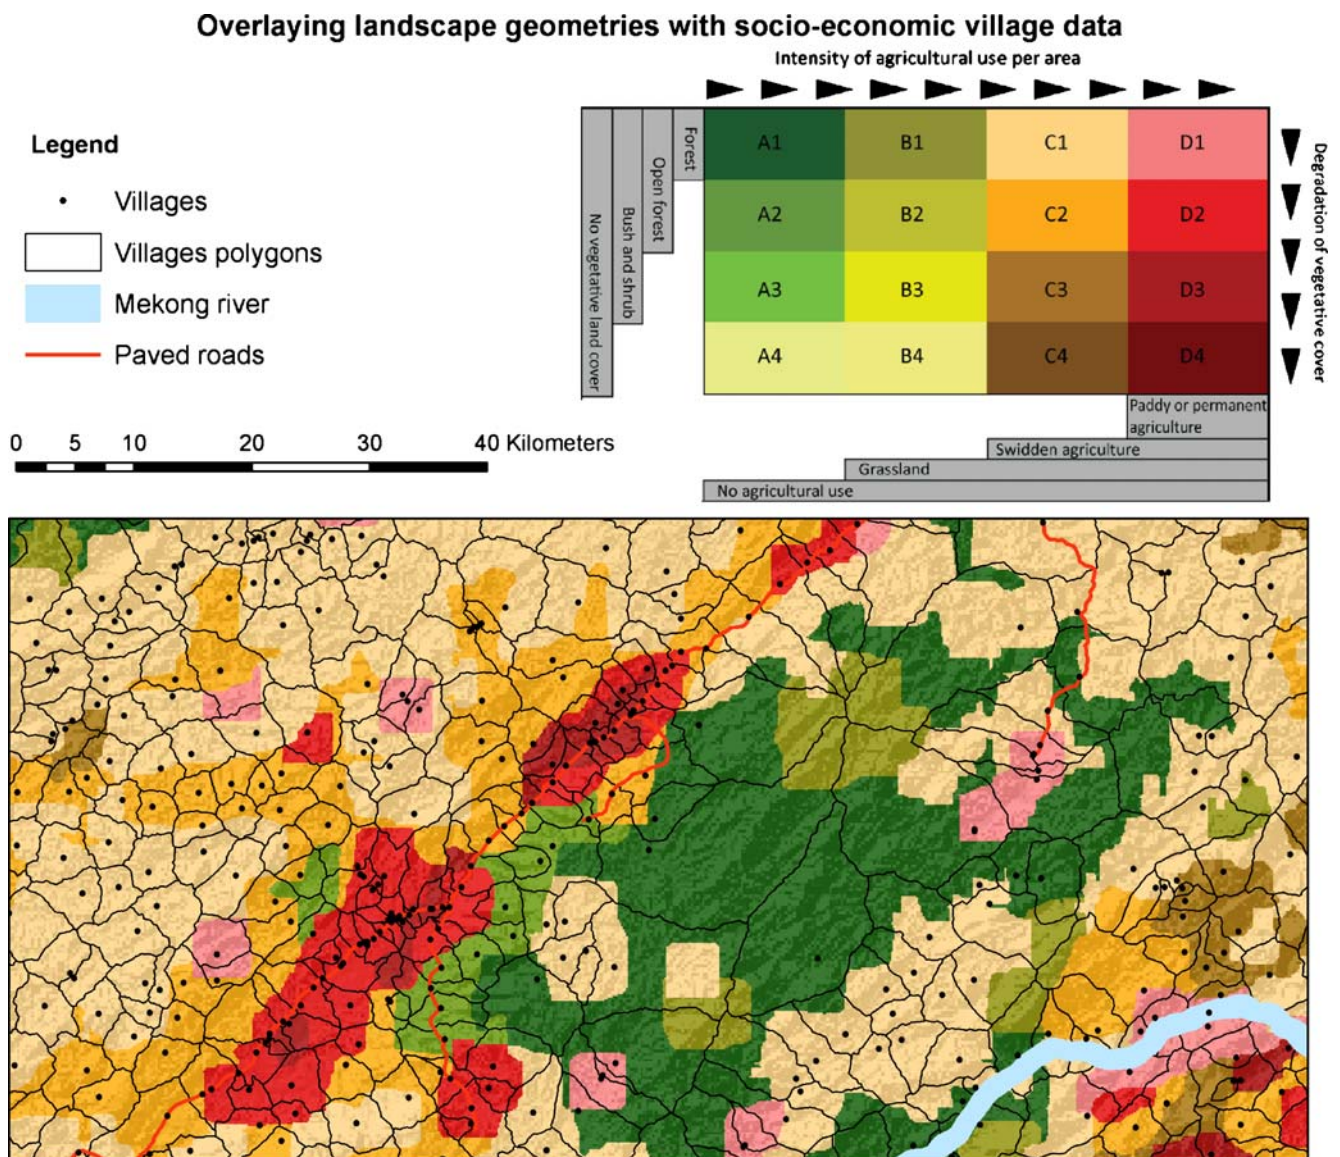 Overlaying landscape geometries with socio-economic village data
Intensity of agricultural use per area
Legend
Villages
Villages polygons
Mekong river
Paved roads
No vegetative land cover
Bush and shrub
Open forest
Forest
A1 B1 C1 D1
A2 B2 C2 D2
A3 B3 C3 D3
A4 B4 C4 D4
Degradation of vegetative cover
Paddy or permanent
agriculture
Swidden agriculture
Grassland
No agricultural use
0 5 10 20 30 40 Kilometers